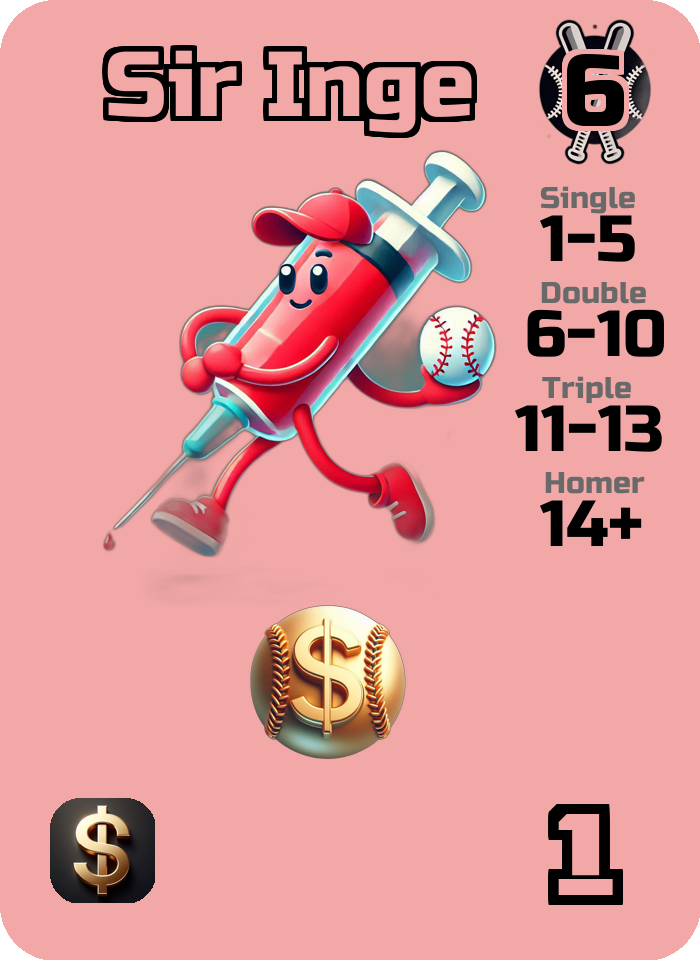 Sir Inge
6
Single
1-5
Double
6-10
Triple
11-13
Homer
14+
$
$
1